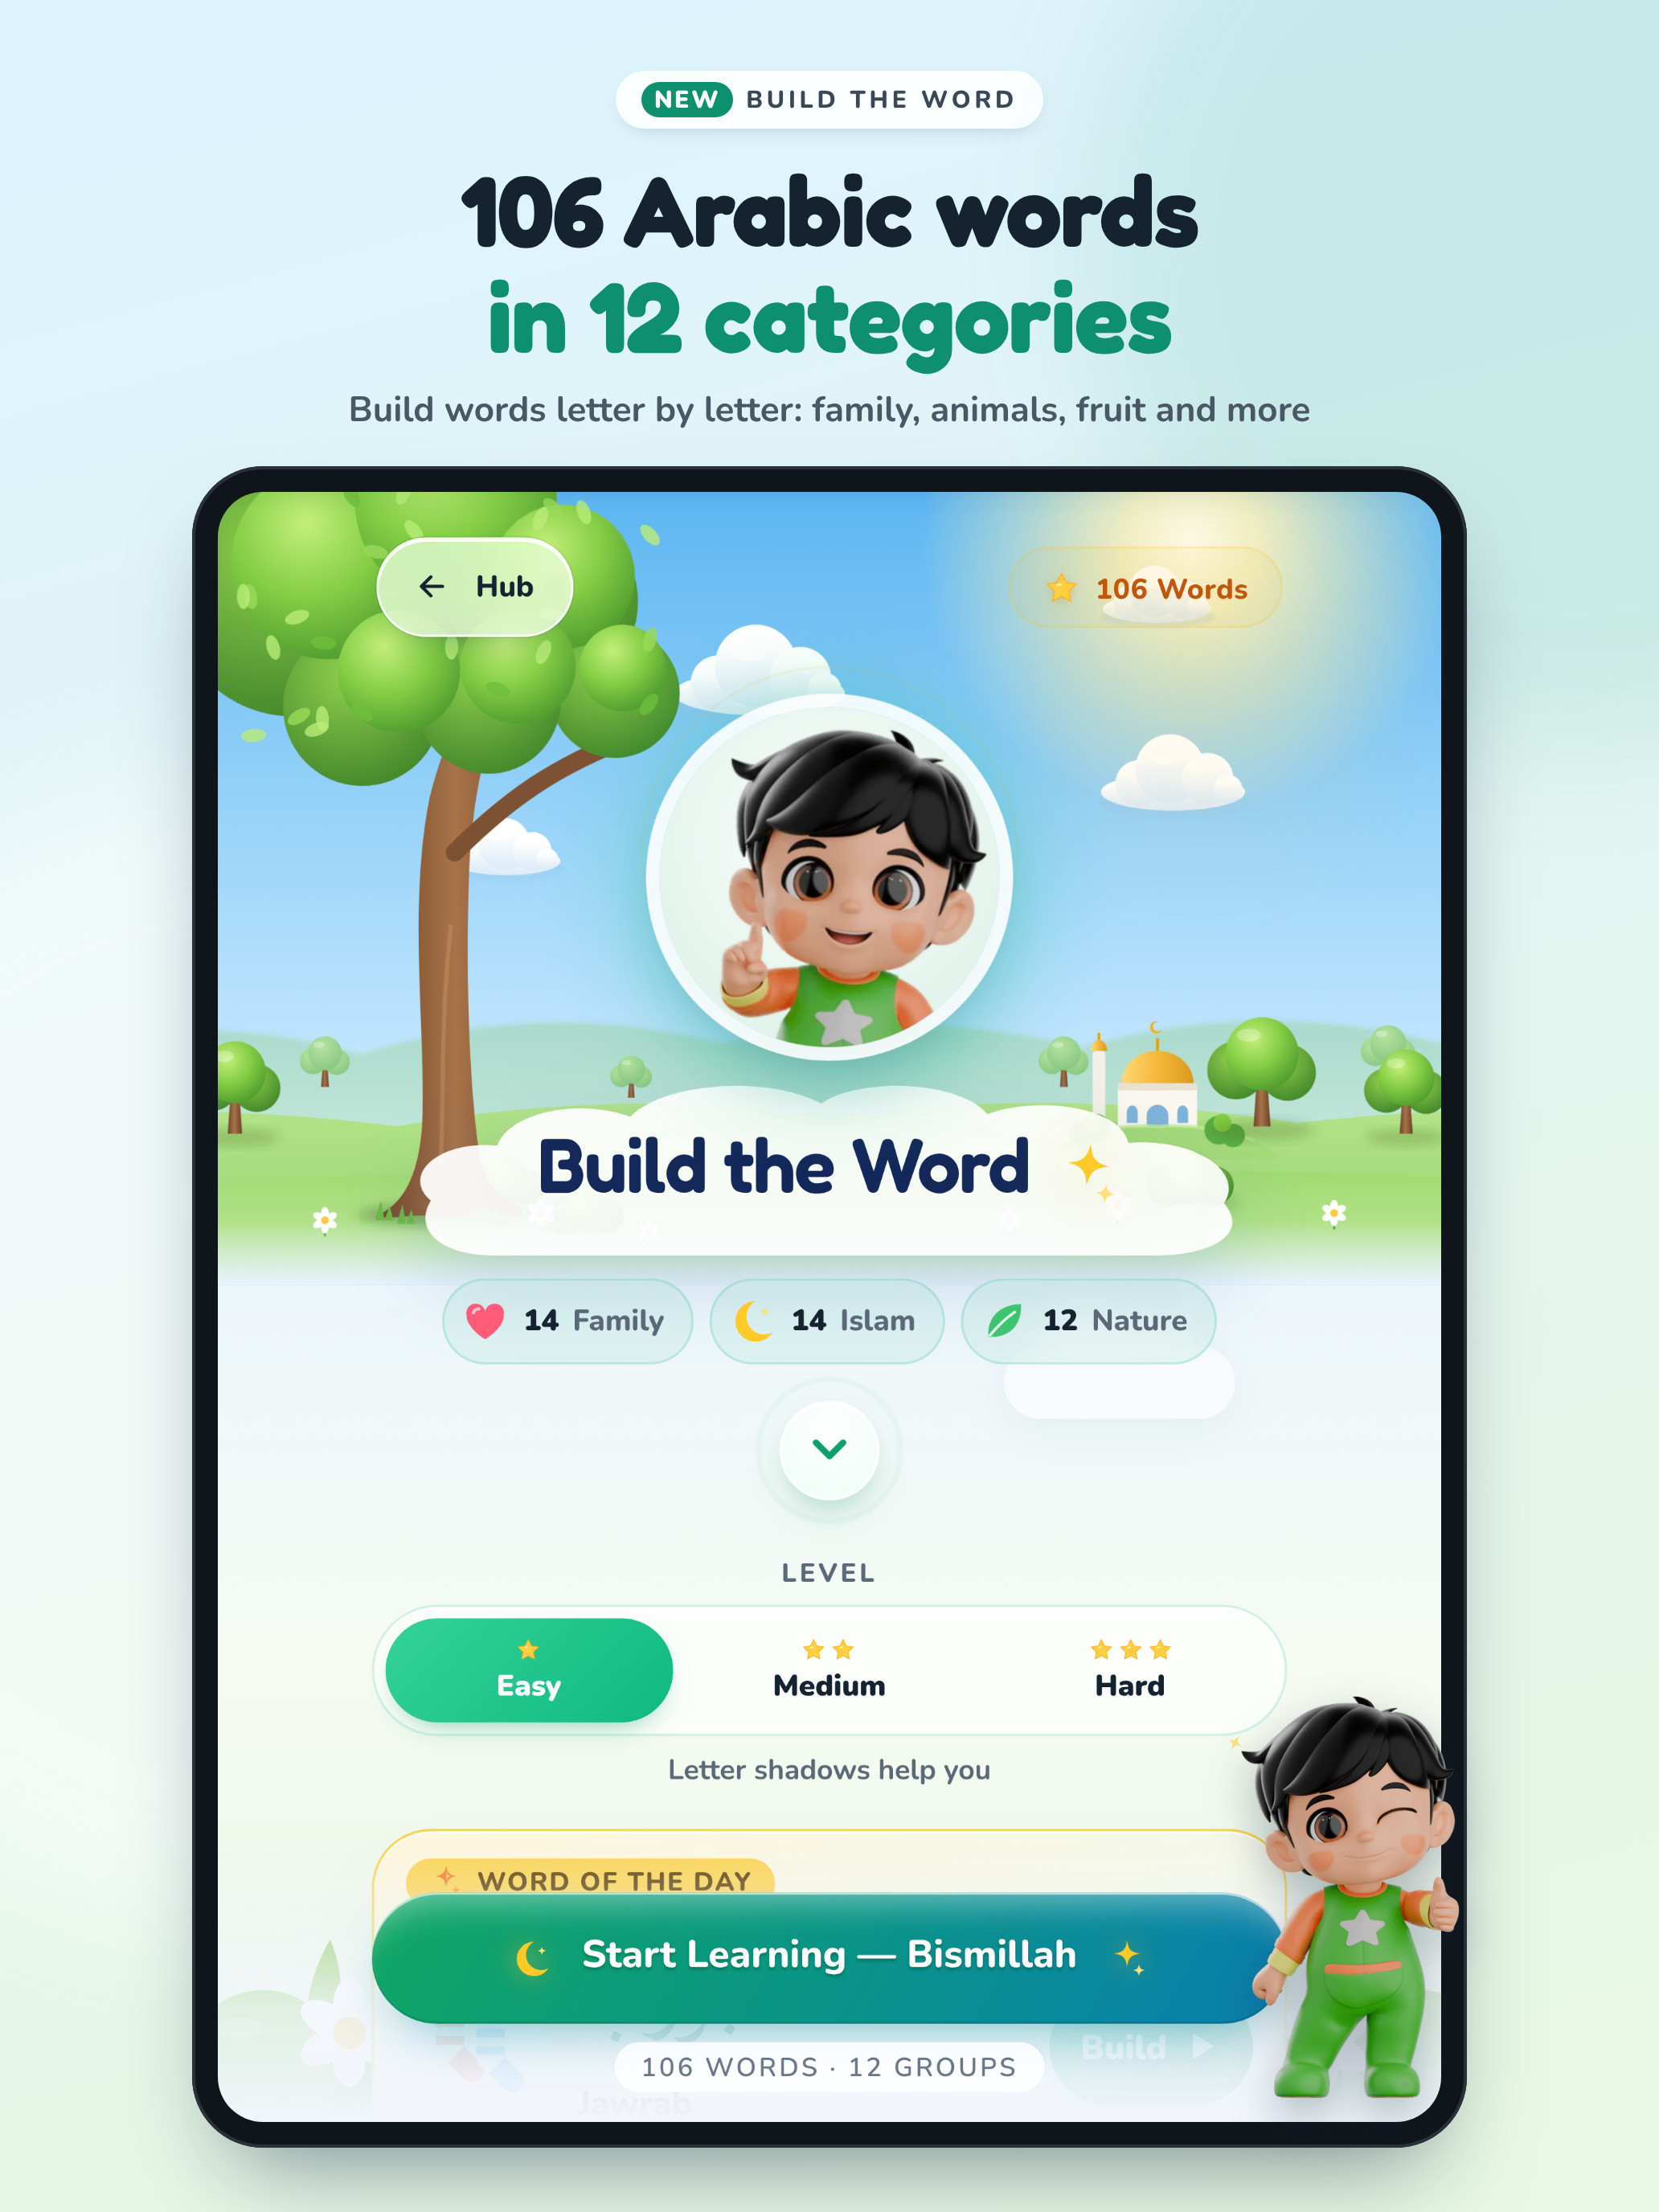 NEW BUILD THE WORD
106 Arabic words
in 12 categories
Build words letter by letter: family, animals, fruit and more
← Hub
106 Words
Build the Word
14 Family
14 Islam
12 Nature
LEVEL
Easy
Medium
Hard
Letter shadows help you
WORD OF THE DAY
Start Learning — Bismillah
Build
106 WORDS · 12 GROUPS
Jawrab